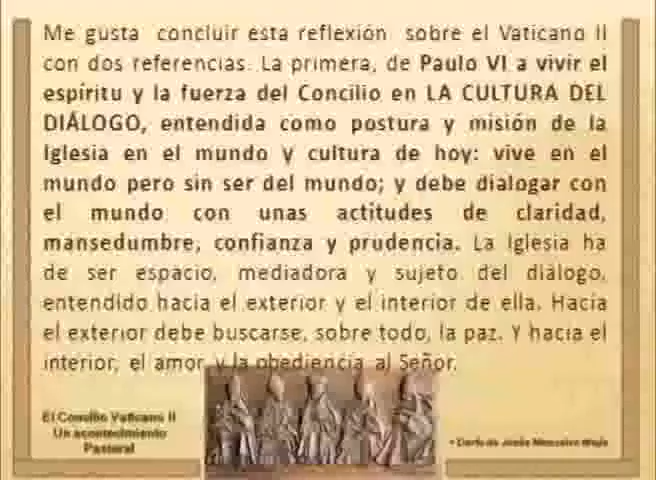 Me gusta concluir esta reflexión sobre el Vaticano II
con dos referencias. La primera, de Paulo VI a vivir el
espíritu y la fuerza del Concilio en LA CULTURA DEL
DIÁLOGO, entendida como postura y misión de la
Iglesia en el mundo y cultura de hoy: vive en el
mundo pero sin ser del mundo; y debe dialogar con
el mundo con unas actitudes de claridad,
mansedumbre, confianza y prudencia. La Iglesia ha
de ser espacio, mediadora y sujeto del diálogo,
entendido hacia el exterior y el interior de ella. Hacia
el exterior debe buscarse, sobre todo, la paz. Y hacia el
interior, el amor y la obediencia al Señor.
El Concilio Vaticano II
Un acontecimiento
Pastoral